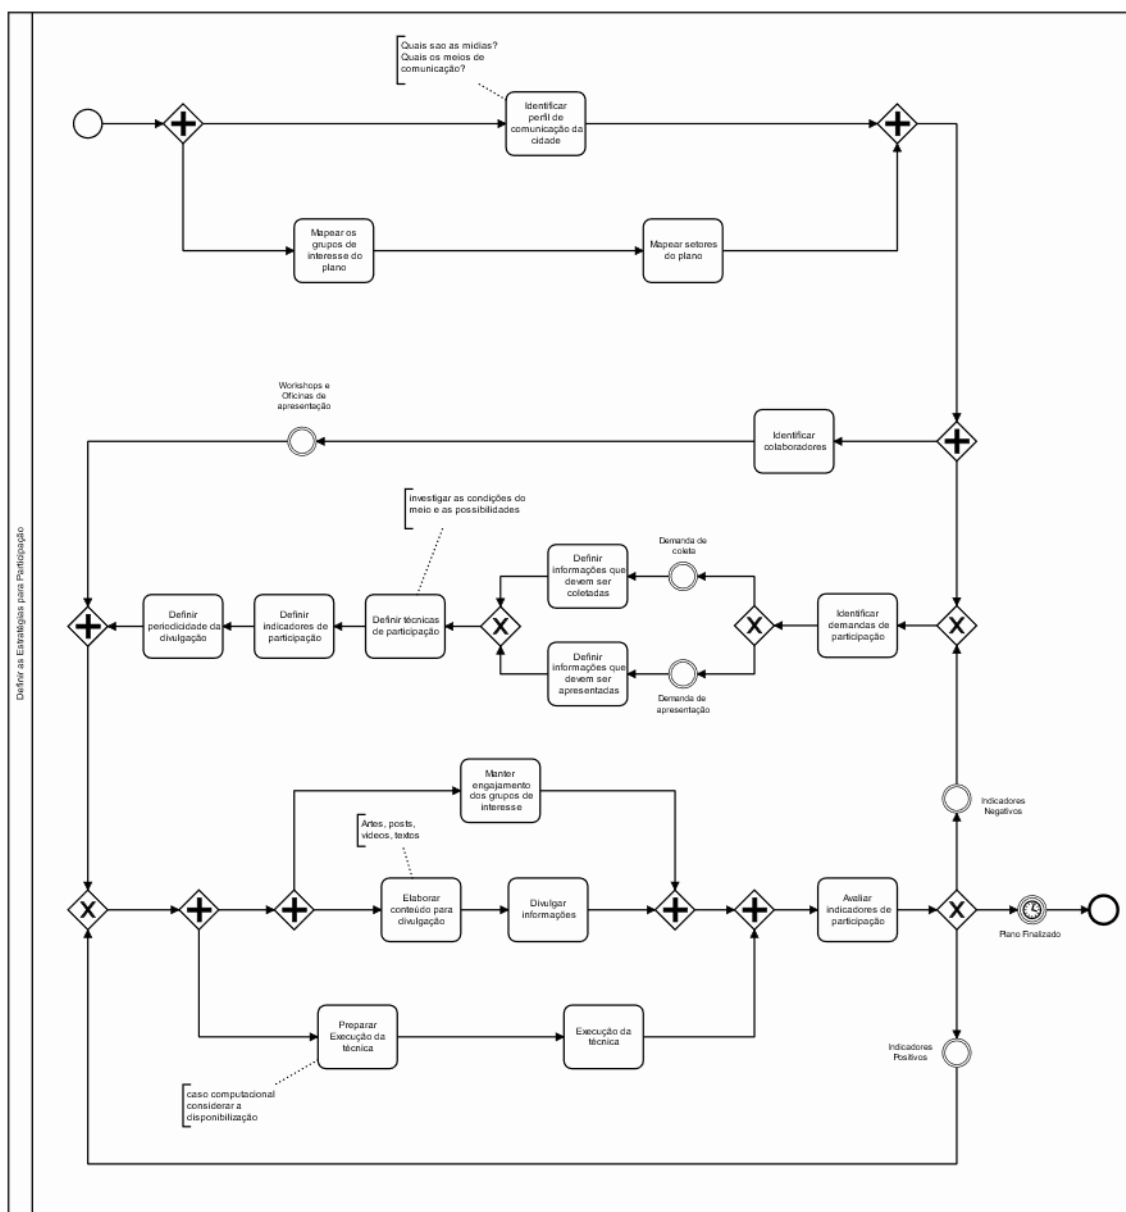 Quais sao as midias?
Quais os meios de
comunicação?
Identificar
perfil de
comunicação da
cidade
Mapear os
grupos de
interesse do
plano
Mapear setores
do plano
Workshops e
Oficinas de
apresentação
Identificar
colaboradores
Definir as Estratégias para Participação
investigar as condições do
meio e as possibilidades
Definir
periodicidade da
divulgação
Definir
indicadores de
participação
Definir técnicas
de participação
Definir
informações que
devem ser
coletadas
Demanda de
coleta
Definir
informações que
devem ser
apresentadas
Demanda de
apresentação
Identificar
demandas de
participação
Manter
engajamento
dos grupos de
interesse
Indicadores
Negativos
Artes, posts,
videos, textos
Elaborar
conteúdo para
divulgação
Divulgar
informações
Avaliar
indicadores de
participação
Plano Finalizado
Preparar
Execução da
técnica
Execução da
técnica
Indicadores
Positivos
caso computacional
considerar a
disponibilização